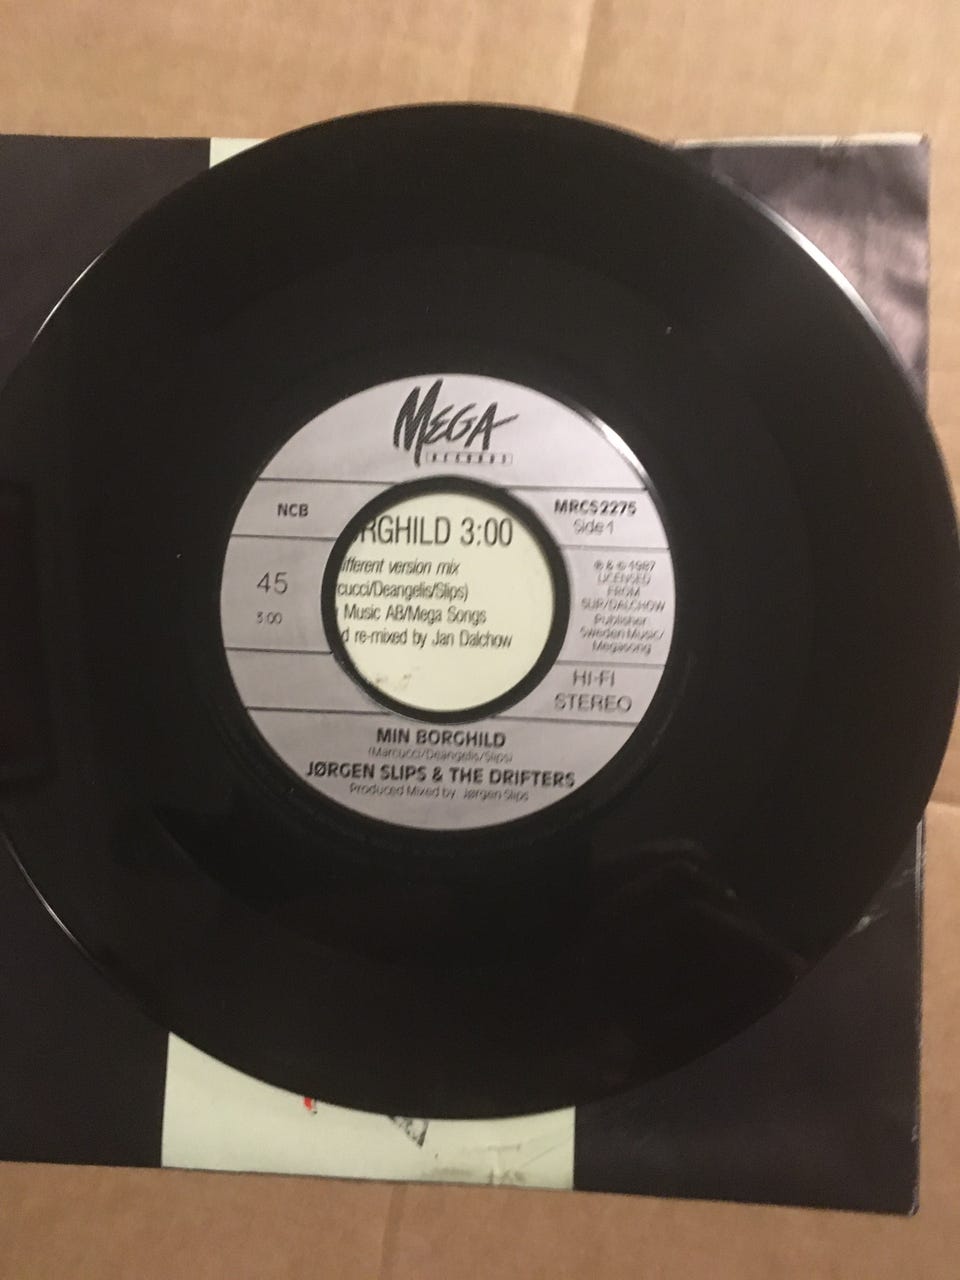 MEGA
RECORDS
NCB
45
3:00
MRCS2275
Side 1
℗ & © 1987
LICENSED
FROM
SLIP/DALCHOW
Publisher:
Sweden Music/
Megasong
HI-FI
STEREO
RGHILD 3:00
ifferent version mix
cucci/Deangelis/Slips)
Music AB/Mega Songs
d re-mixed by Jan Dalchow
MIN BORGHILD
(Marcucci/Deangelis/Slips)
JØRGEN SLIPS & THE DRIFTERS
Produced Mixed by: Jørgen Slips